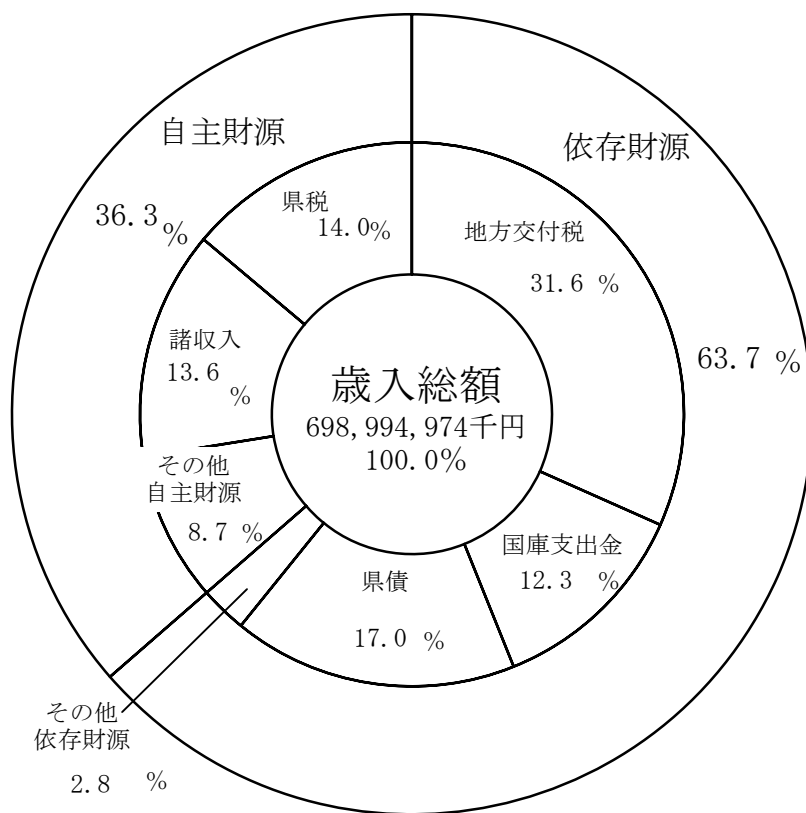 自主財源
36.3%
依存財源
63.7 %
県税
14.0%
地方交付税
31.6 %
諸収入
13.6 %
歳入総額
698,994,974千円
100.0%
その他
自主財源
8.7 %
国庫支出金
12.3 %
県債
17.0 %
その他
依存財源
2.8 %